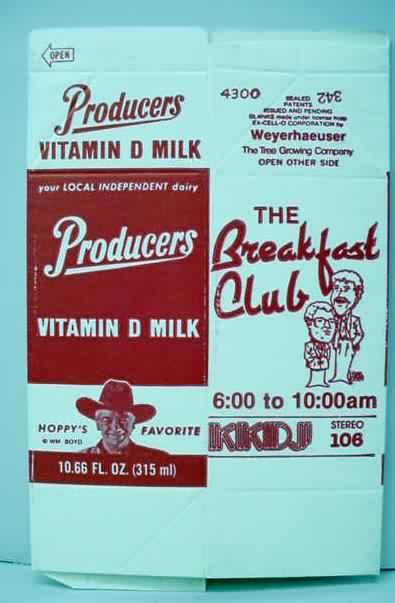 OPEN
Producers
VITAMIN D MILK
your LOCAL INDEPENDENT dairy
Producers
VITAMIN D MILK
HOPPY'S FAVORITE
© WM BOYD
10.66 FL. OZ. (315 ml)
4300
342
SEALED
PATENTS
ISSUED AND PENDING
BLANKS made under license from
EX-CELL-O CORPORATION by
Weyerhaeuser
The Tree Growing Company
OPEN OTHER SIDE
THE
Breakfast
Club
6:00 to 10:00am
KKDJ
STEREO
106